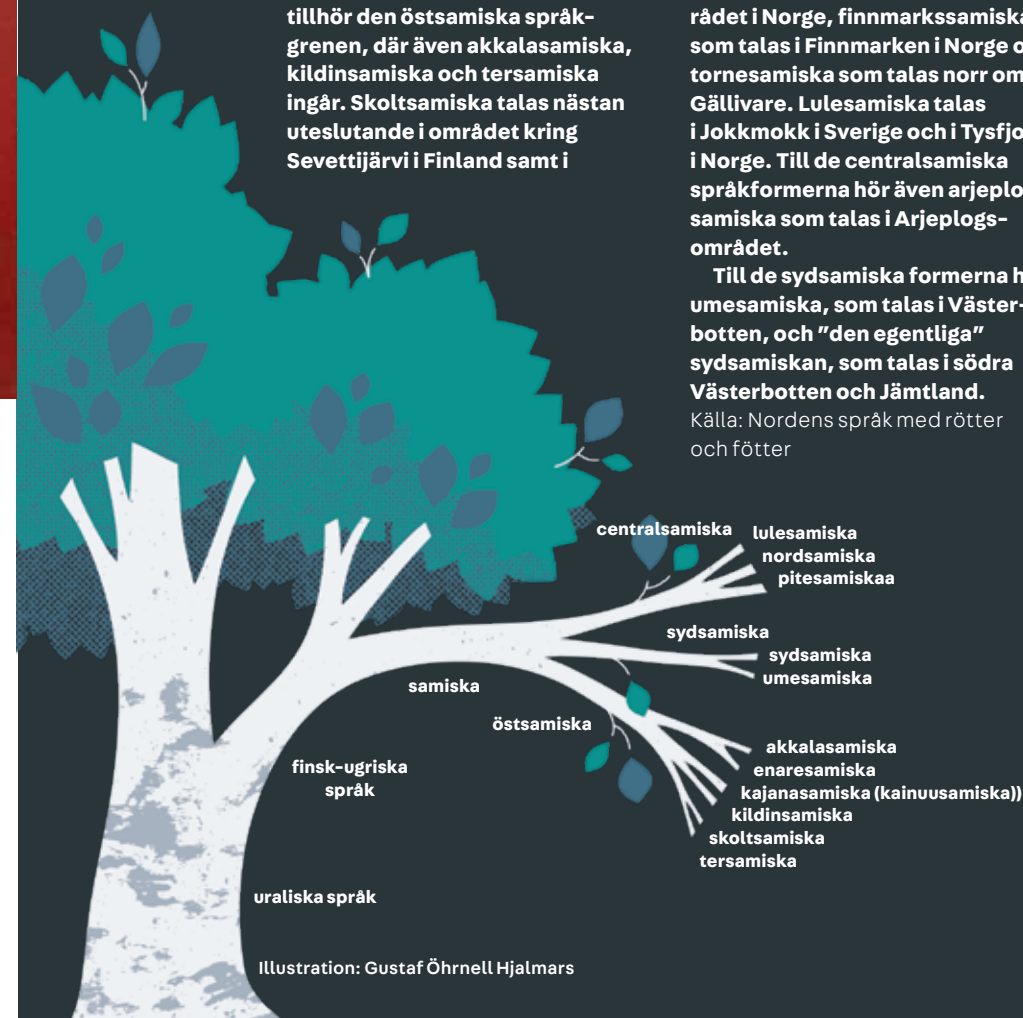 tillhör den östsamiska språk-
grenen, där även akkalasamiska,
kildinsamiska och tersamiska
ingår. Skoltsamiska talas nästan
uteslutande i området kring
Sevettijärvi i Finland samt i
rådet i Norge, finnmarkssamiska
som talas i Finnmarken i Norge o
tornesamiska som talas norr om
Gällivare. Lulesamiska talas
i Jokkmokk i Sverige och i Tysfjo
i Norge. Till de centralsamiska
språkformerna hör även arjeplo
samiska som talas i Arjeplogs-
området.
Till de sydsamiska formerna h
umesamiska, som talas i Väster-
botten, och ”den egentliga”
sydsamiskan, som talas i södra
Västerbotten och Jämtland.
Källa: Nordens språk med rötter
och fötter
centralsamiska
lulesamiska
nordsamiska
pitesamiskaa
sydsamiska
sydsamiska
umesamiska
samiska
östsamiska
akkalasamiska
enaresamiska
kajanasamiska (kainuusamiska))
kildinsamiska
skoltsamiska
tersamiska
finsk-ugriska
språk
uraliska språk
Illustration: Gustaf Öhrnell Hjalmars